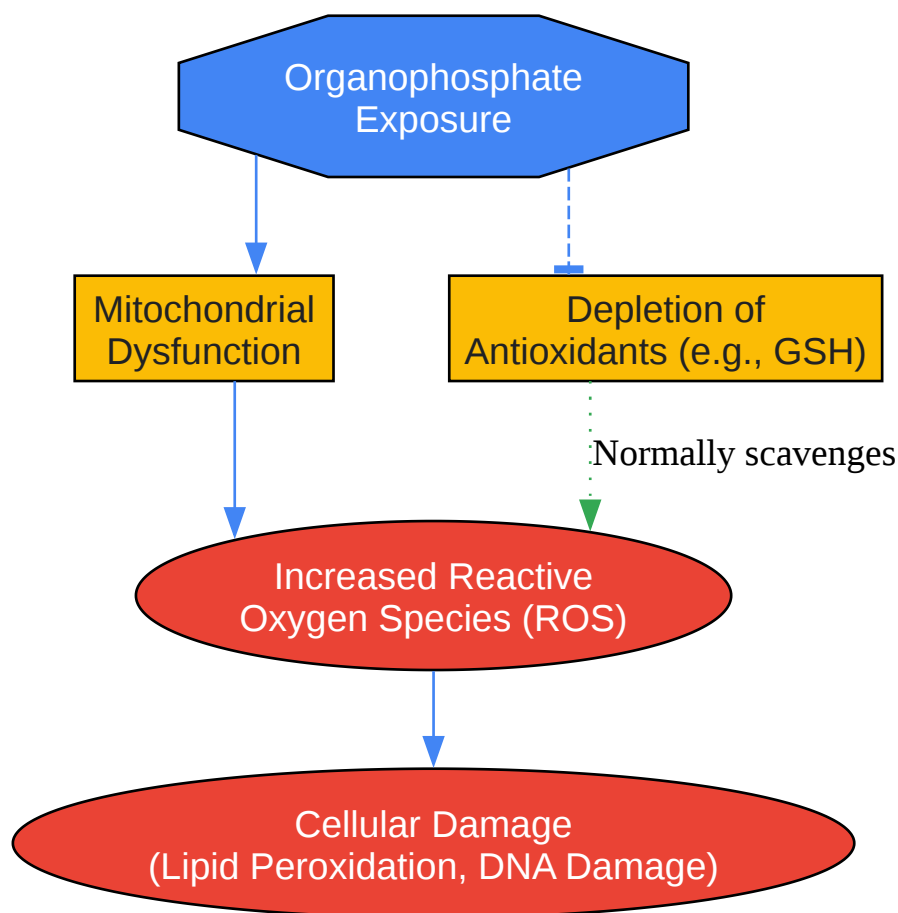 Organophosphate
Exposure
Mitochondrial
Dysfunction
Depletion of
Antioxidants (e.g., GSH)
Normally scavenges
Increased Reactive
Oxygen Species (ROS)
Cellular Damage
(Lipid Peroxidation, DNA Damage)